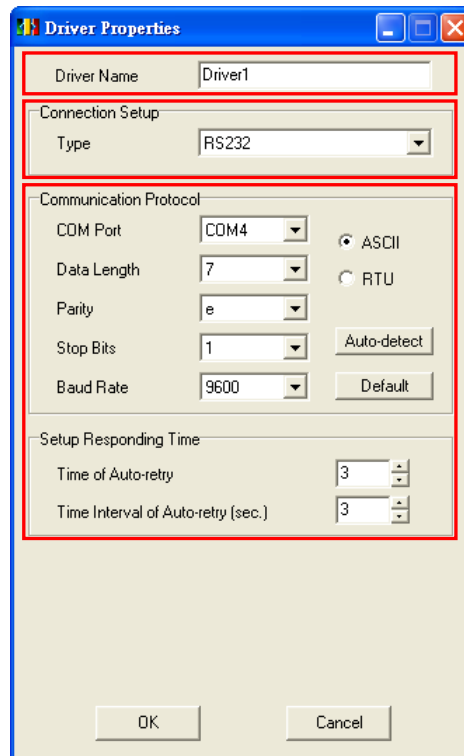 Driver Properties
Driver Name Driver1
Connection Setup
Type RS232
Communication Protocol
COM Port COM4
ASCII
Data Length 7
RTU
Parity e
Stop Bits 1 Auto-detect
Baud Rate 9600 Default
Setup Responding Time
Time of Auto-retry 3
Time Interval of Auto-retry (sec.) 3
OK Cancel